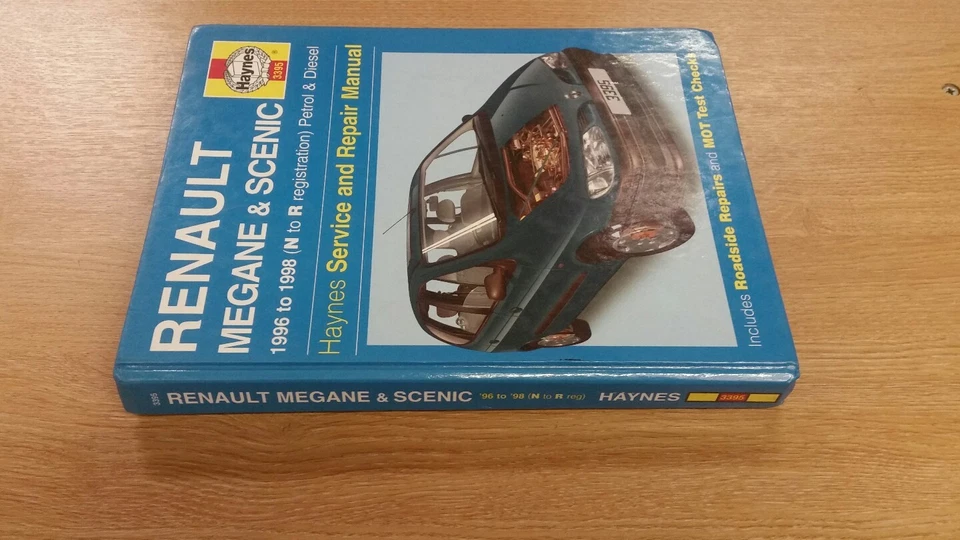 Haynes
3395
®
RENAULT
MEGANE & SCENIC
1996 to 1998 (N to R registration) Petrol & Diesel
Haynes Service and Repair Manual
3395
Includes Roadside Repairs and MOT Test Checks
3395 RENAULT MEGANE & SCENIC '96 to '98 (N to R reg) HAYNES 3395